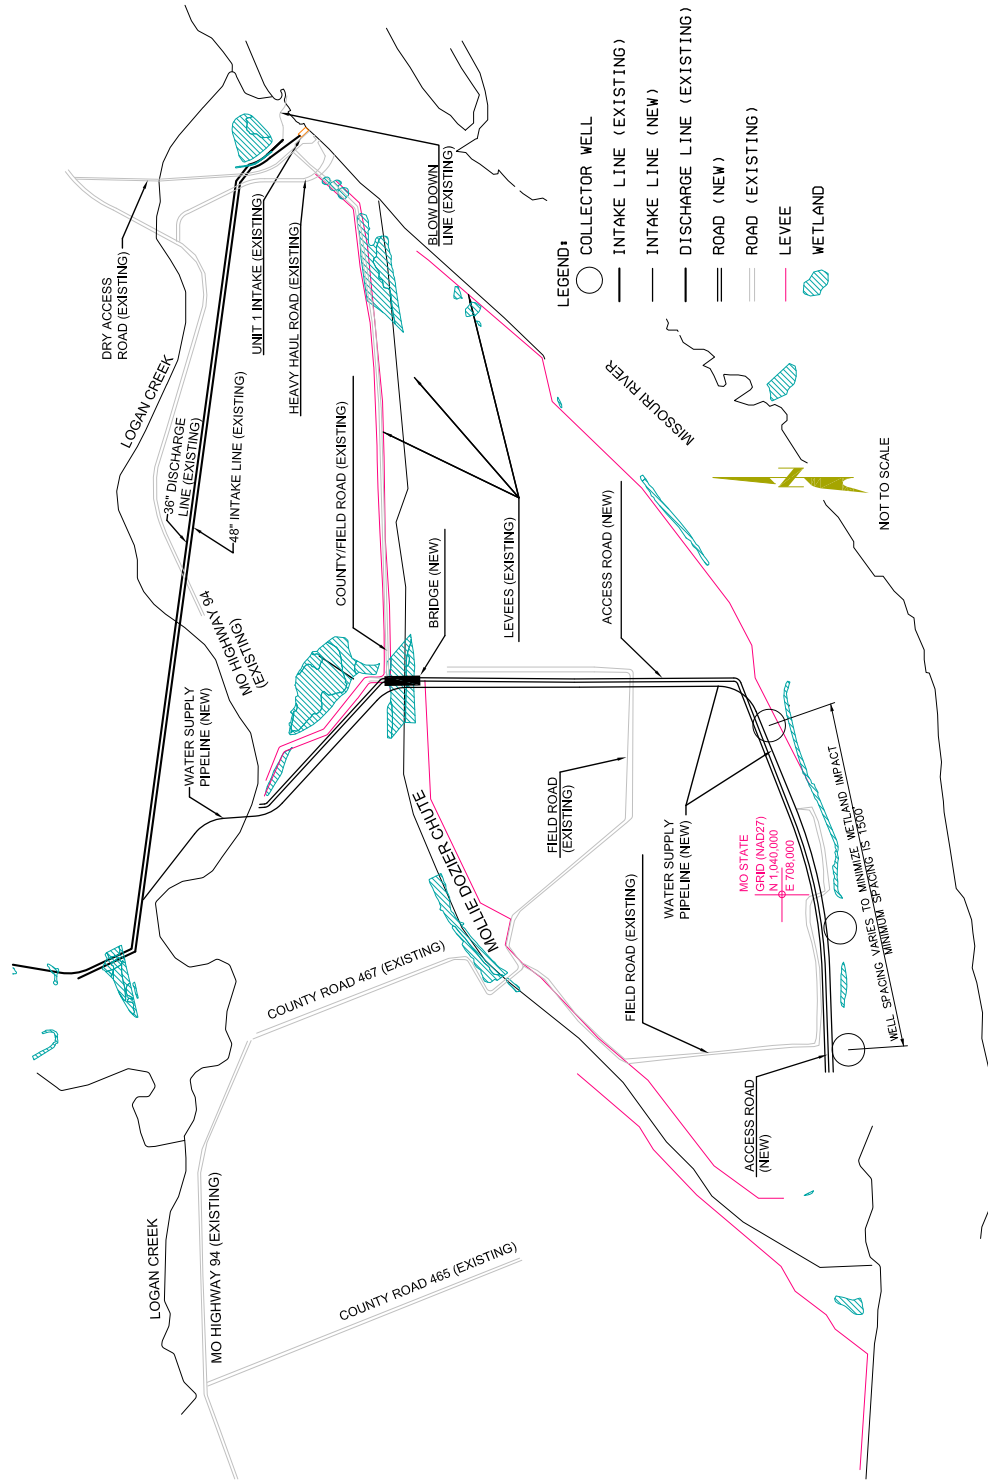 DRY ACCESS
ROAD (EXISTING)
LOGAN CREEK
36" DISCHARGE
LINE (EXISTING)
48" INTAKE LINE (EXISTING)
UNIT 1 INTAKE (EXISTING)
HEAVY HAUL ROAD (EXISTING)
BLOW DOWN
LINE (EXISTING)
COUNTY/FIELD ROAD (EXISTING)
MO HIGHWAY 94
(EXISTING)
WATER SUPPLY
PIPELINE (NEW)
BRIDGE (NEW)
LEVEES (EXISTING)
ACCESS ROAD (NEW)
MISSOURI RIVER
LEGEND:
COLLECTOR WELL
INTAKE LINE (EXISTING)
INTAKE LINE (NEW)
DISCHARGE LINE (EXISTING)
ROAD (NEW)
ROAD (EXISTING)
LEVEE
WETLAND
N
NOT TO SCALE
MOLLIE DOZIER CHUTE
FIELD ROAD
(EXISTING)
WATER SUPPLY
PIPELINE (NEW)
MO STATE
GRID (NAD27)
N 1,040,000
E 708,000
WELL SPACING VARIES TO MINIMIZE WETLAND IMPACT
MINIMUM SPACING IS 1500'
COUNTY ROAD 467 (EXISTING)
FIELD ROAD (EXISTING)
ACCESS ROAD
(NEW)
LOGAN CREEK
MO HIGHWAY 94 (EXISTING)
COUNTY ROAD 465 (EXISTING)